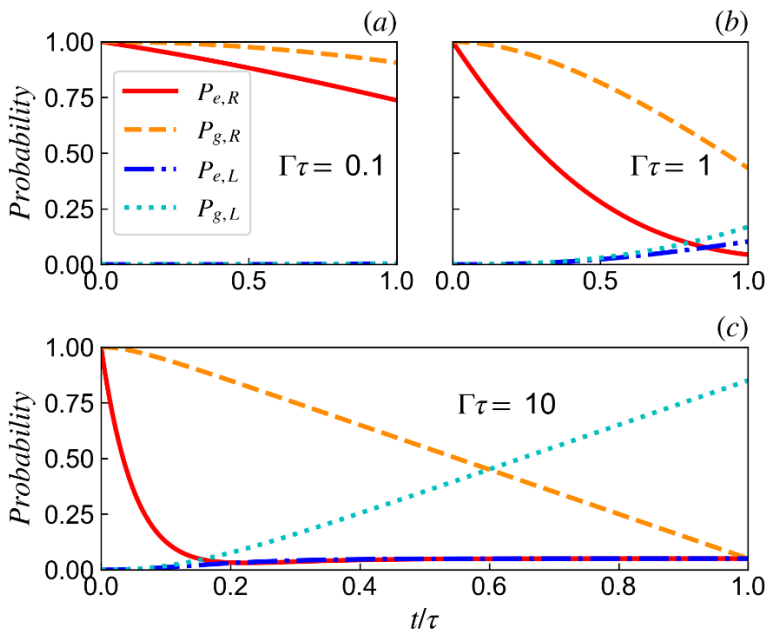 (a)
(b)
Probability
1.00
0.75
0.50
0.25
0.00
P_{e,R}
P_{g,R}
P_{e,L}
P_{g,L}
Γτ = 0.1
Γτ = 1
0.0 0.5 1.0
0.0 0.5 1.0
(c)
Probability
1.00
0.75
0.50
0.25
0.00
Γτ = 10
0.0 0.2 0.4 0.6 0.8 1.0
t/τ